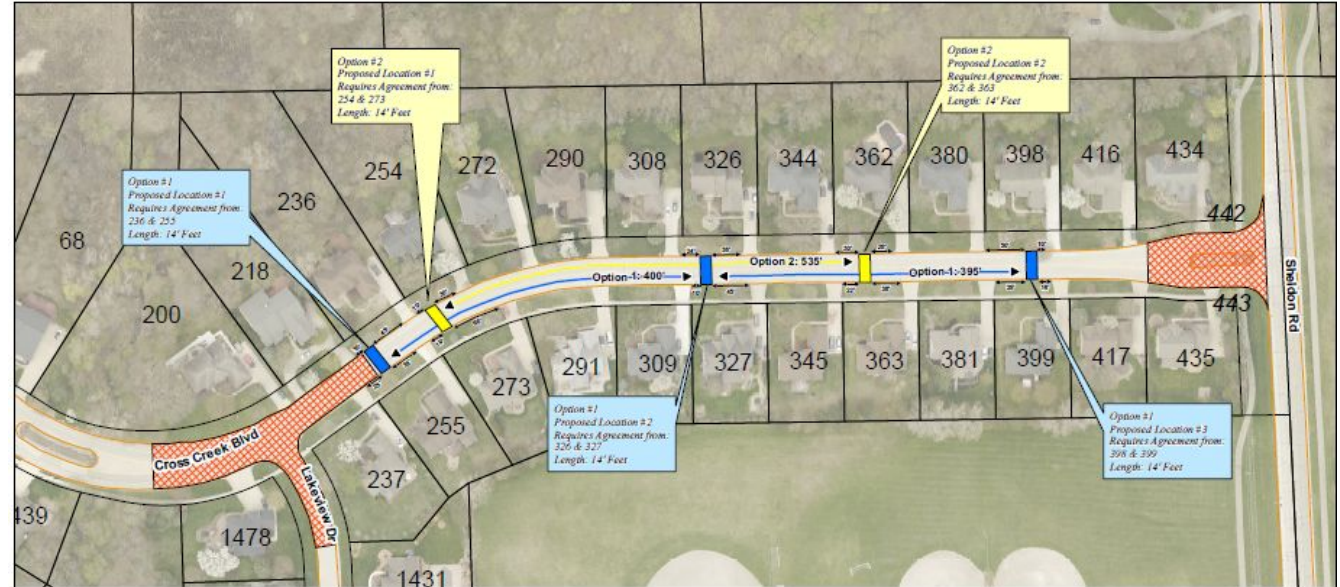 Option #2
Proposed Location #1
Requires Agreement from:
254 & 273
Length: 14' Feet
Option #2
Proposed Location #2
Requires Agreement from:
362 & 363
Length: 14' Feet
Option #1
Proposed Location #1
Requires Agreement from:
236 & 255
Length: 14' Feet
68
200
218
236
254
272
290
308
326
344
362
380
398
416
434
442
Option 2: 535'
Option-1: 400'
Option-1: 395'
443
Sheldon Rd
255
273
291
309
327
345
363
381
399
417
435
Option #1
Proposed Location #2
Requires Agreement from:
326 & 327
Length: 14' Feet
Option #1
Proposed Location #3
Requires Agreement from:
398 & 399
Length: 14' Feet
Cross Creek Blvd
Lakeview Dr
237
439
1478
1431